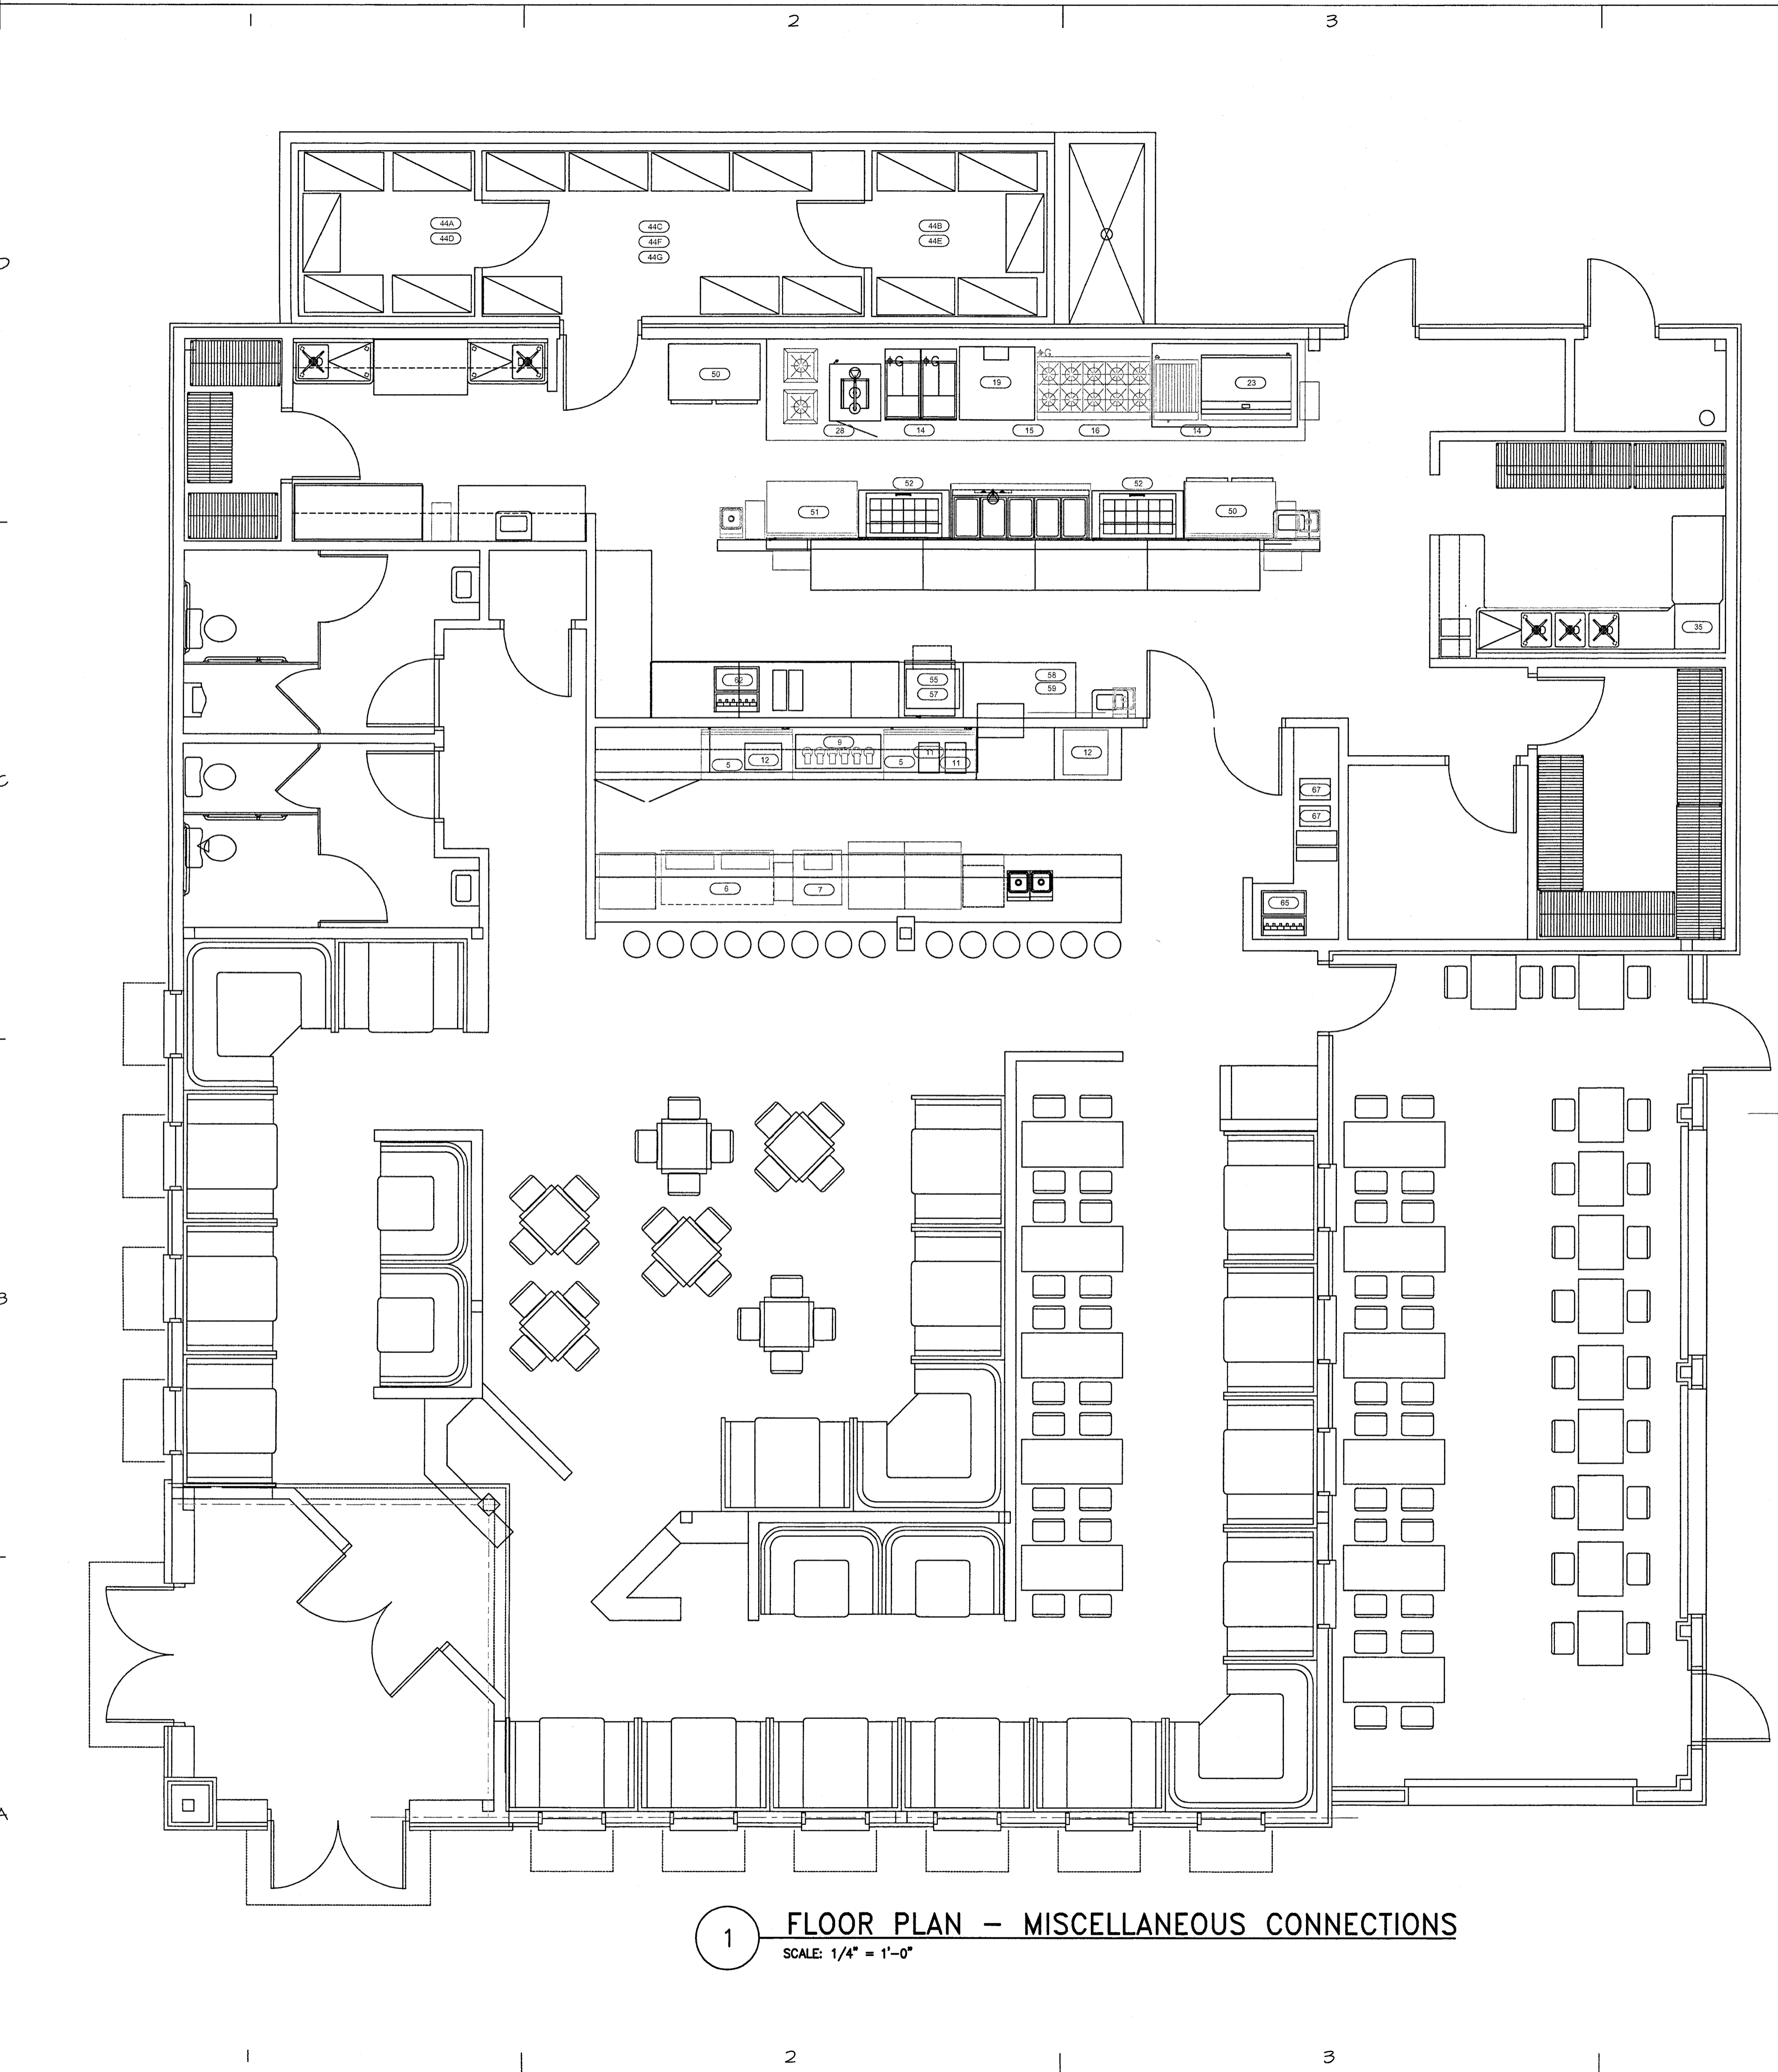 1 2 3
D
44A 44C 44B
44D 44F 44E
44G
50 19 23
G G G
28 14 15 16 14
52 52
51 50
35
62 55 58
57 59
9
5 12 5 11 11 12
67
67
6 7
65
C
B
A
1 FLOOR PLAN – MISCELLANEOUS CONNECTIONS
SCALE: 1/4" = 1'-0"
1 2 3